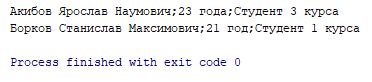 Акибов Ярослав Наумович;23 года;Студент 3 курса
Борков Станислав Максимович;21 год;Студент 1 курса
Process finished with exit code 0